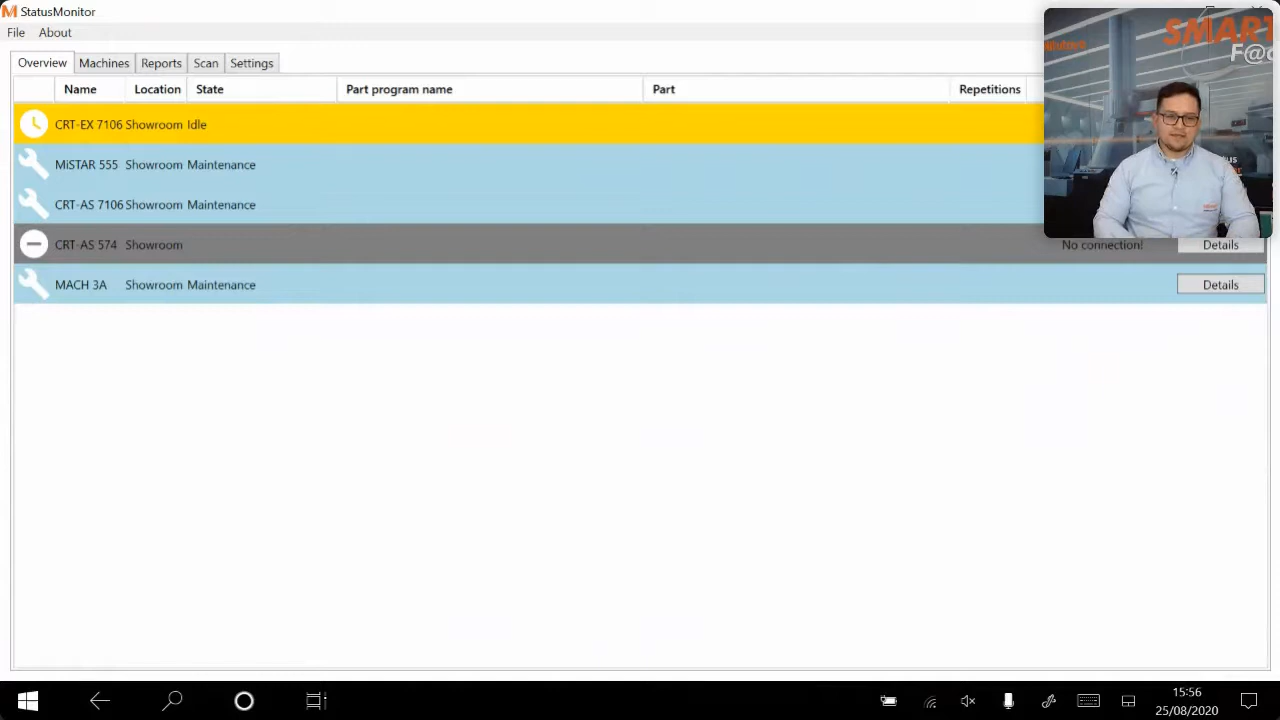 StatusMonitor
File About
Overview Machines Reports Scan Settings
Name Location State Part program name Part Repetitions
CRT-EX 7106 Showroom Idle
MiSTAR 555 Showroom Maintenance
CRT-AS 7106 Showroom Maintenance
CRT-AS 574 Showroom No connection! Details
MACH 3A Showroom Maintenance Details
SMART
F@c
15:56
25/08/2020